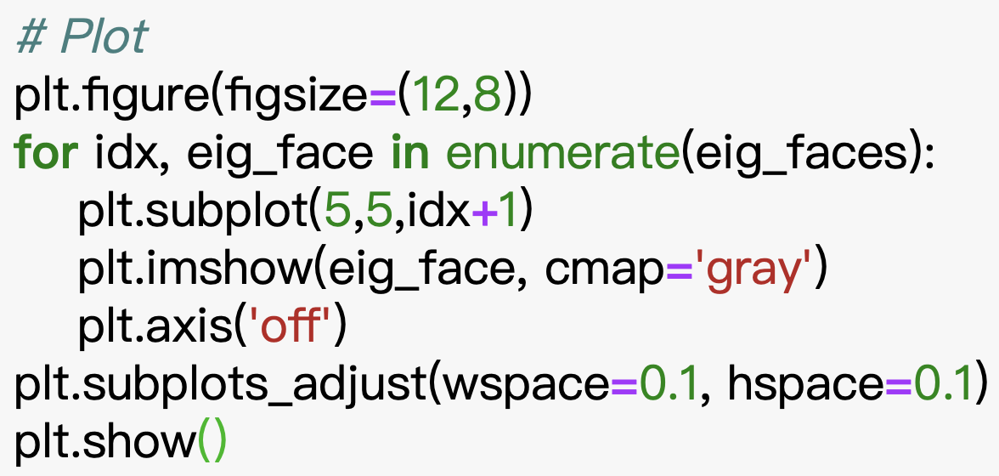 # Plot
plt.figure(figsize=(12,8))
for idx, eig_face in enumerate(eig_faces):
    plt.subplot(5,5,idx+1)
    plt.imshow(eig_face, cmap='gray')
    plt.axis('off')
plt.subplots_adjust(wspace=0.1, hspace=0.1)
plt.show()